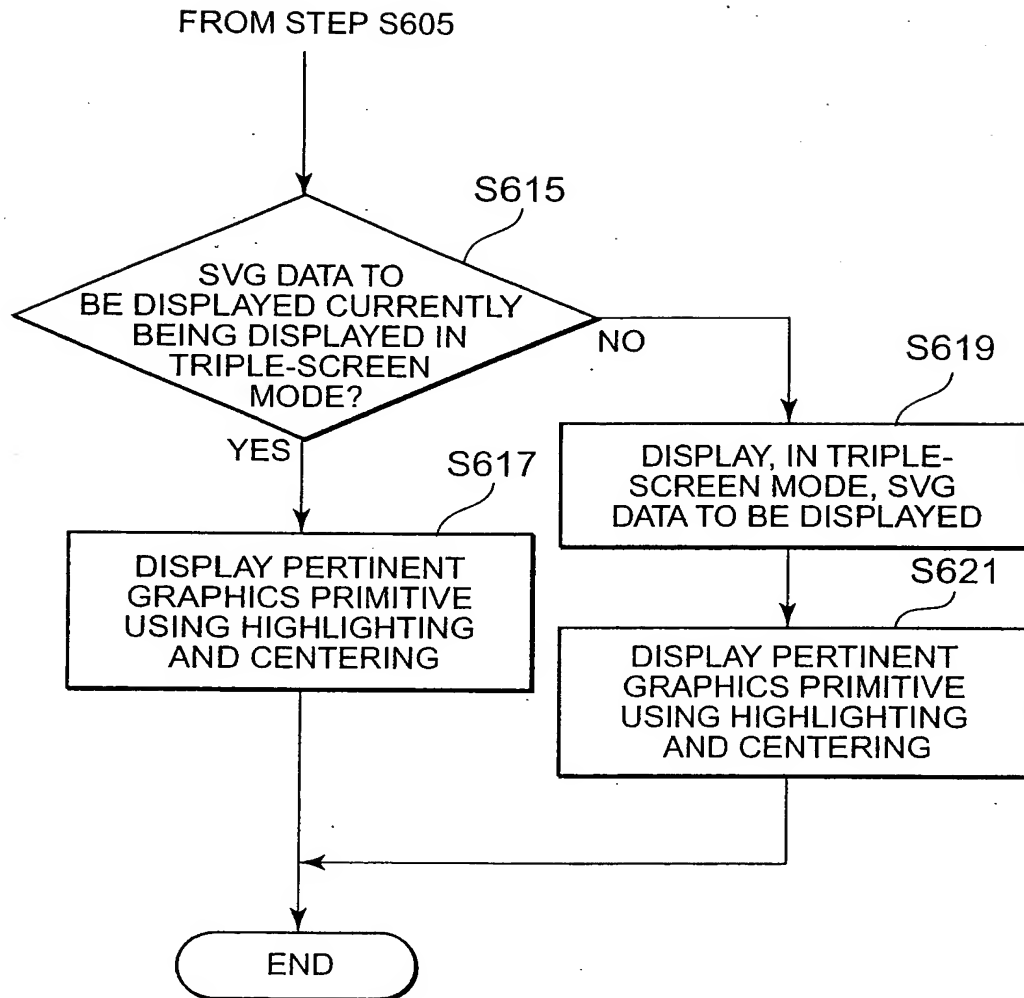 FROM STEP S605
S615
SVG DATA TO
BE DISPLAYED CURRENTLY
BEING DISPLAYED IN
TRIPLE-SCREEN
MODE?
NO
YES
S617
DISPLAY PERTINENT
GRAPHICS PRIMITIVE
USING HIGHLIGHTING
AND CENTERING
S619
DISPLAY, IN TRIPLE-
SCREEN MODE, SVG
DATA TO BE DISPLAYED
S621
DISPLAY PERTINENT
GRAPHICS PRIMITIVE
USING HIGHLIGHTING
AND CENTERING
END